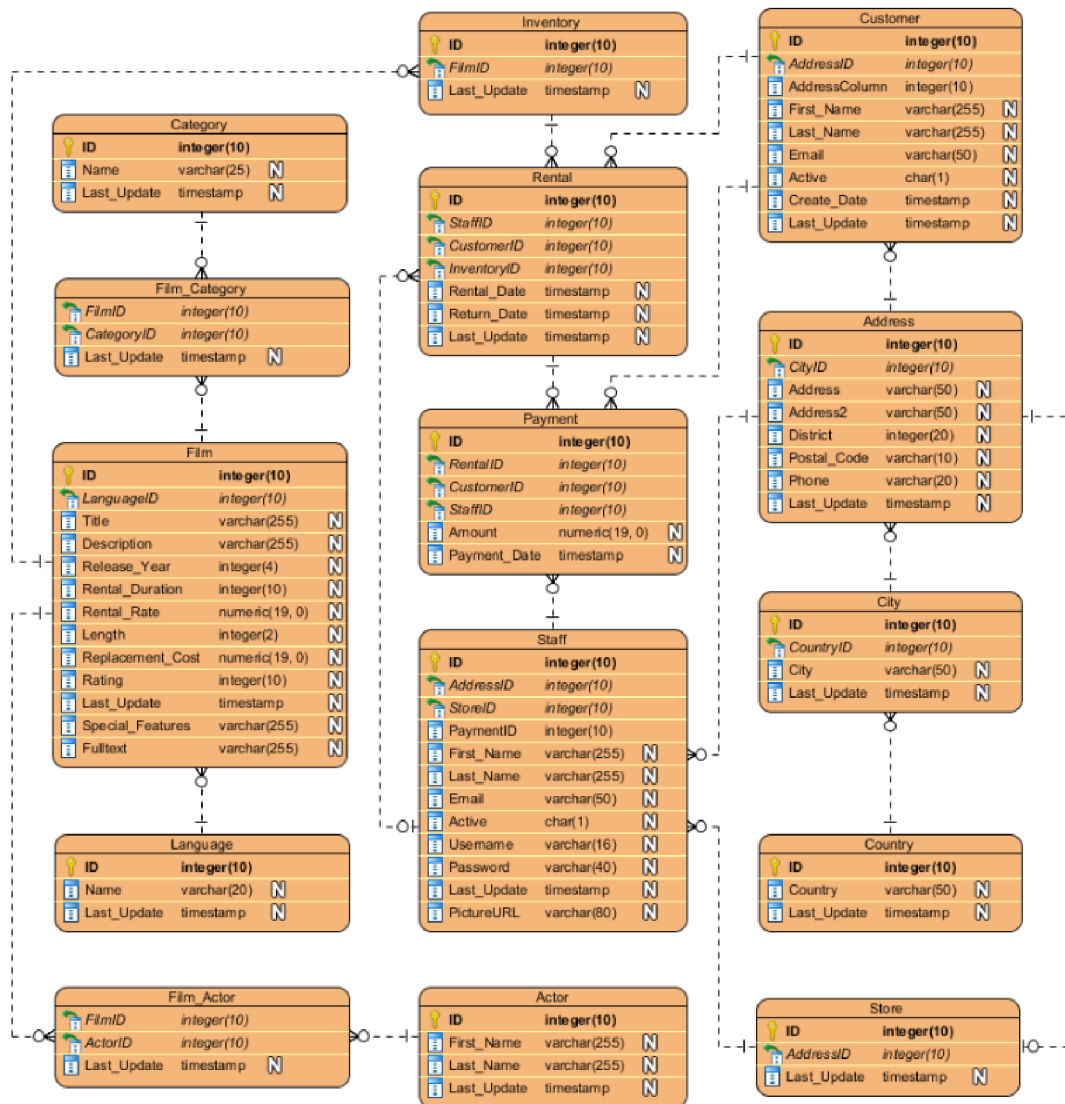 Inventory
ID integer(10)
FilmID integer(10)
Last_Update timestamp N
Customer
ID integer(10)
AddressID integer(10)
AddressColumn integer(10)
First_Name varchar(255) N
Last_Name varchar(255) N
Email varchar(50) N
Active char(1) N
Create_Date timestamp N
Last_Update timestamp N
Category
ID integer(10)
Name varchar(25) N
Last_Update timestamp N
Rental
ID integer(10)
StaffID integer(10)
CustomerID integer(10)
InventoryID integer(10)
Rental_Date timestamp N
Return_Date timestamp N
Last_Update timestamp N
Film_Category
FilmID integer(10)
CategoryID integer(10)
Last_Update timestamp N
Address
ID integer(10)
CityID integer(10)
Address varchar(50) N
Address2 varchar(50) N
District integer(20) N
Postal_Code varchar(10) N
Phone varchar(20) N
Last_Update timestamp N
Payment
ID integer(10)
RentalID integer(10)
CustomerID integer(10)
StaffID integer(10)
Amount numeric(19, 0) N
Payment_Date timestamp N
Film
ID integer(10)
LanguageID integer(10)
Title varchar(255) N
Description varchar(255) N
Release_Year integer(4) N
Rental_Duration integer(10) N
Rental_Rate numeric(19, 0) N
Length integer(2) N
Replacement_Cost numeric(19, 0) N
Rating integer(10) N
Last_Update timestamp N
Special_Features varchar(255) N
Fulltext varchar(255) N
City
ID integer(10)
CountryID integer(10)
City varchar(50) N
Last_Update timestamp N
Staff
ID integer(10)
AddressID integer(10)
StoreID integer(10)
PaymentID integer(10)
First_Name varchar(255) N
Last_Name varchar(255) N
Email varchar(50) N
Active char(1) N
Username varchar(16) N
Password varchar(40) N
Last_Update timestamp N
PictureURL varchar(80) N
Language
ID integer(10)
Name varchar(20) N
Last_Update timestamp N
Country
ID integer(10)
Country varchar(50) N
Last_Update timestamp N
Film_Actor
FilmID integer(10)
ActorID integer(10)
Last_Update timestamp N
Actor
ID integer(10)
First_Name varchar(255) N
Last_Name varchar(255) N
Last_Update timestamp N
Store
ID integer(10)
AddressID integer(10)
Last_Update timestamp N